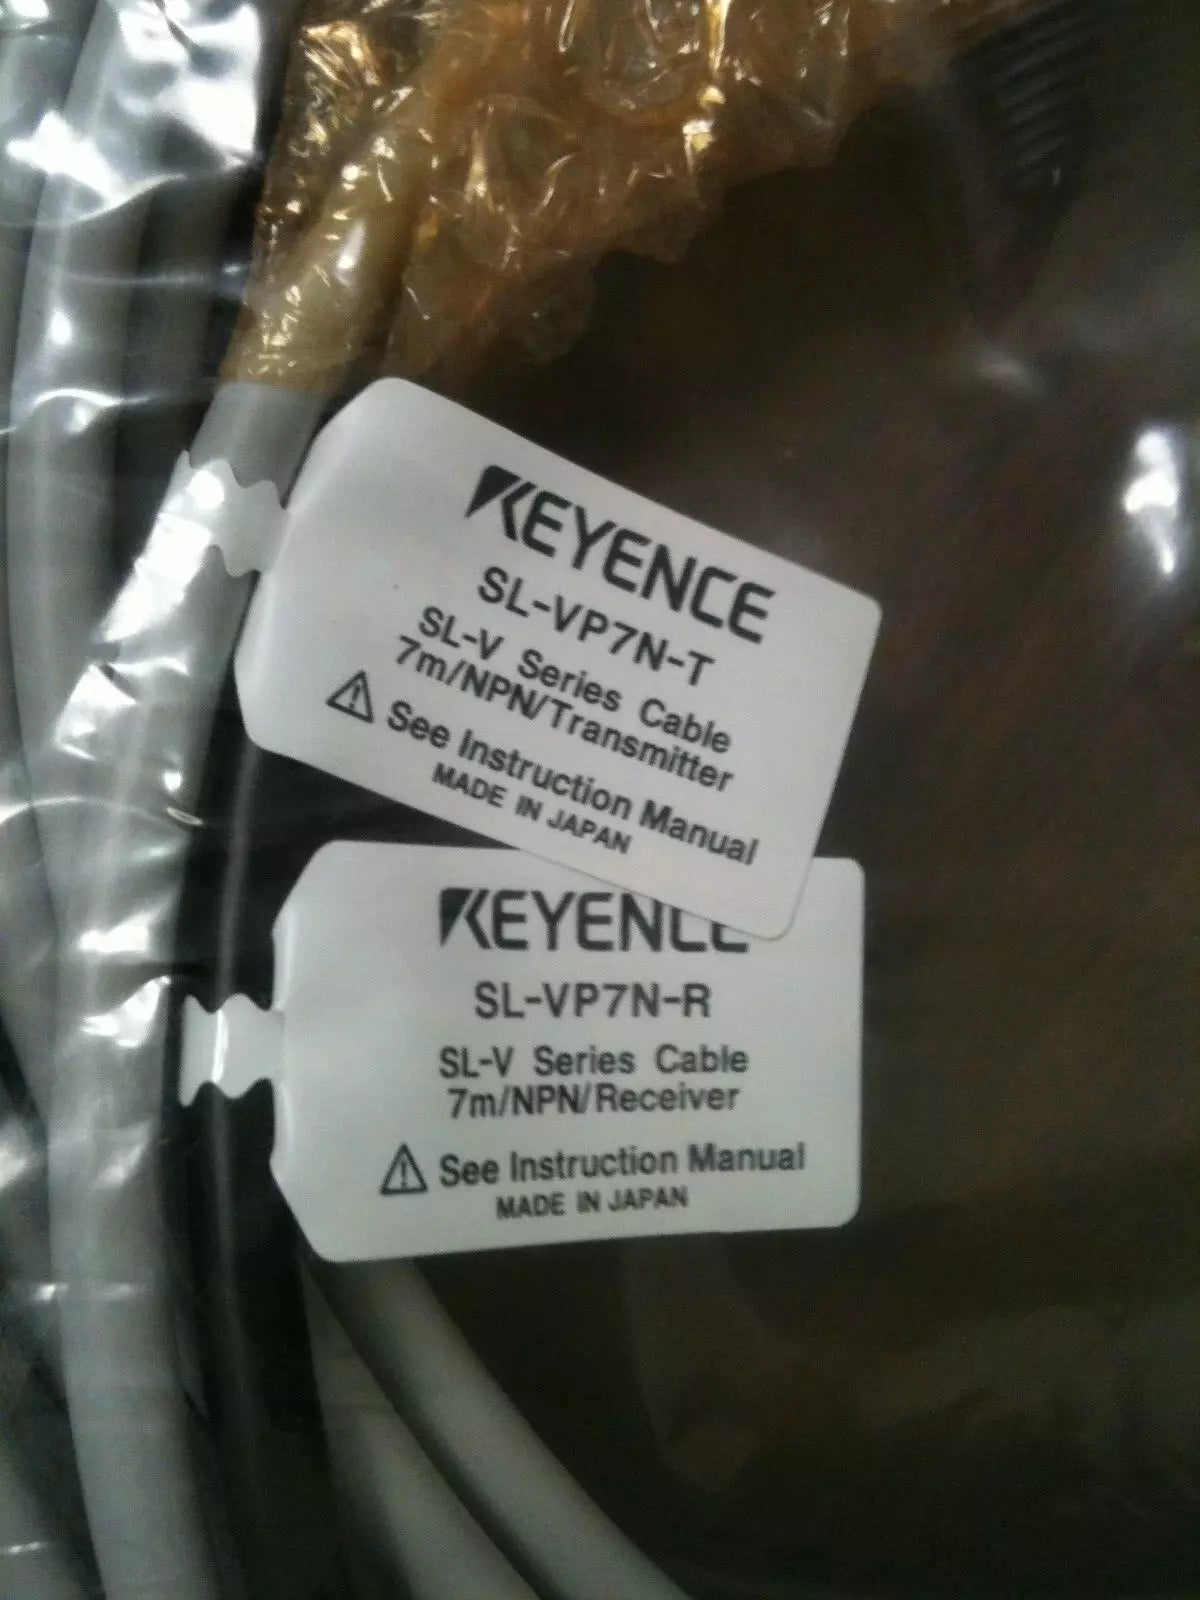 KEYENCE
SL-VP7N-T
SL-V Series Cable
7m/NPN/Transmitter
See Instruction Manual
MADE IN JAPAN
KEYENCE
SL-VP7N-R
SL-V Series Cable
7m/NPN/Receiver
See Instruction Manual
MADE IN JAPAN